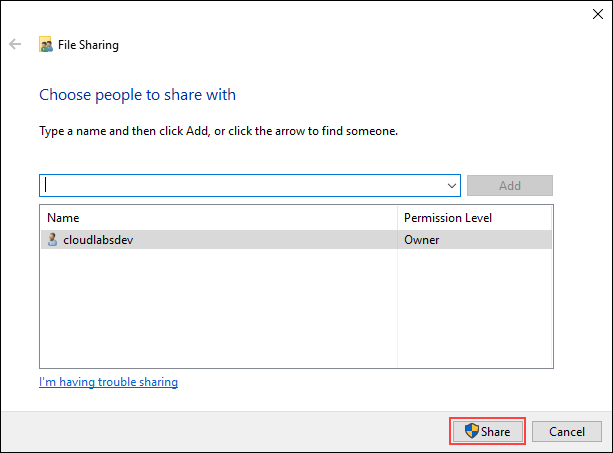 File Sharing
Choose people to share with
Type a name and then click Add, or click the arrow to find someone.
Add
Name Permission Level
cloudlabsdev Owner
I'm having trouble sharing
Share Cancel